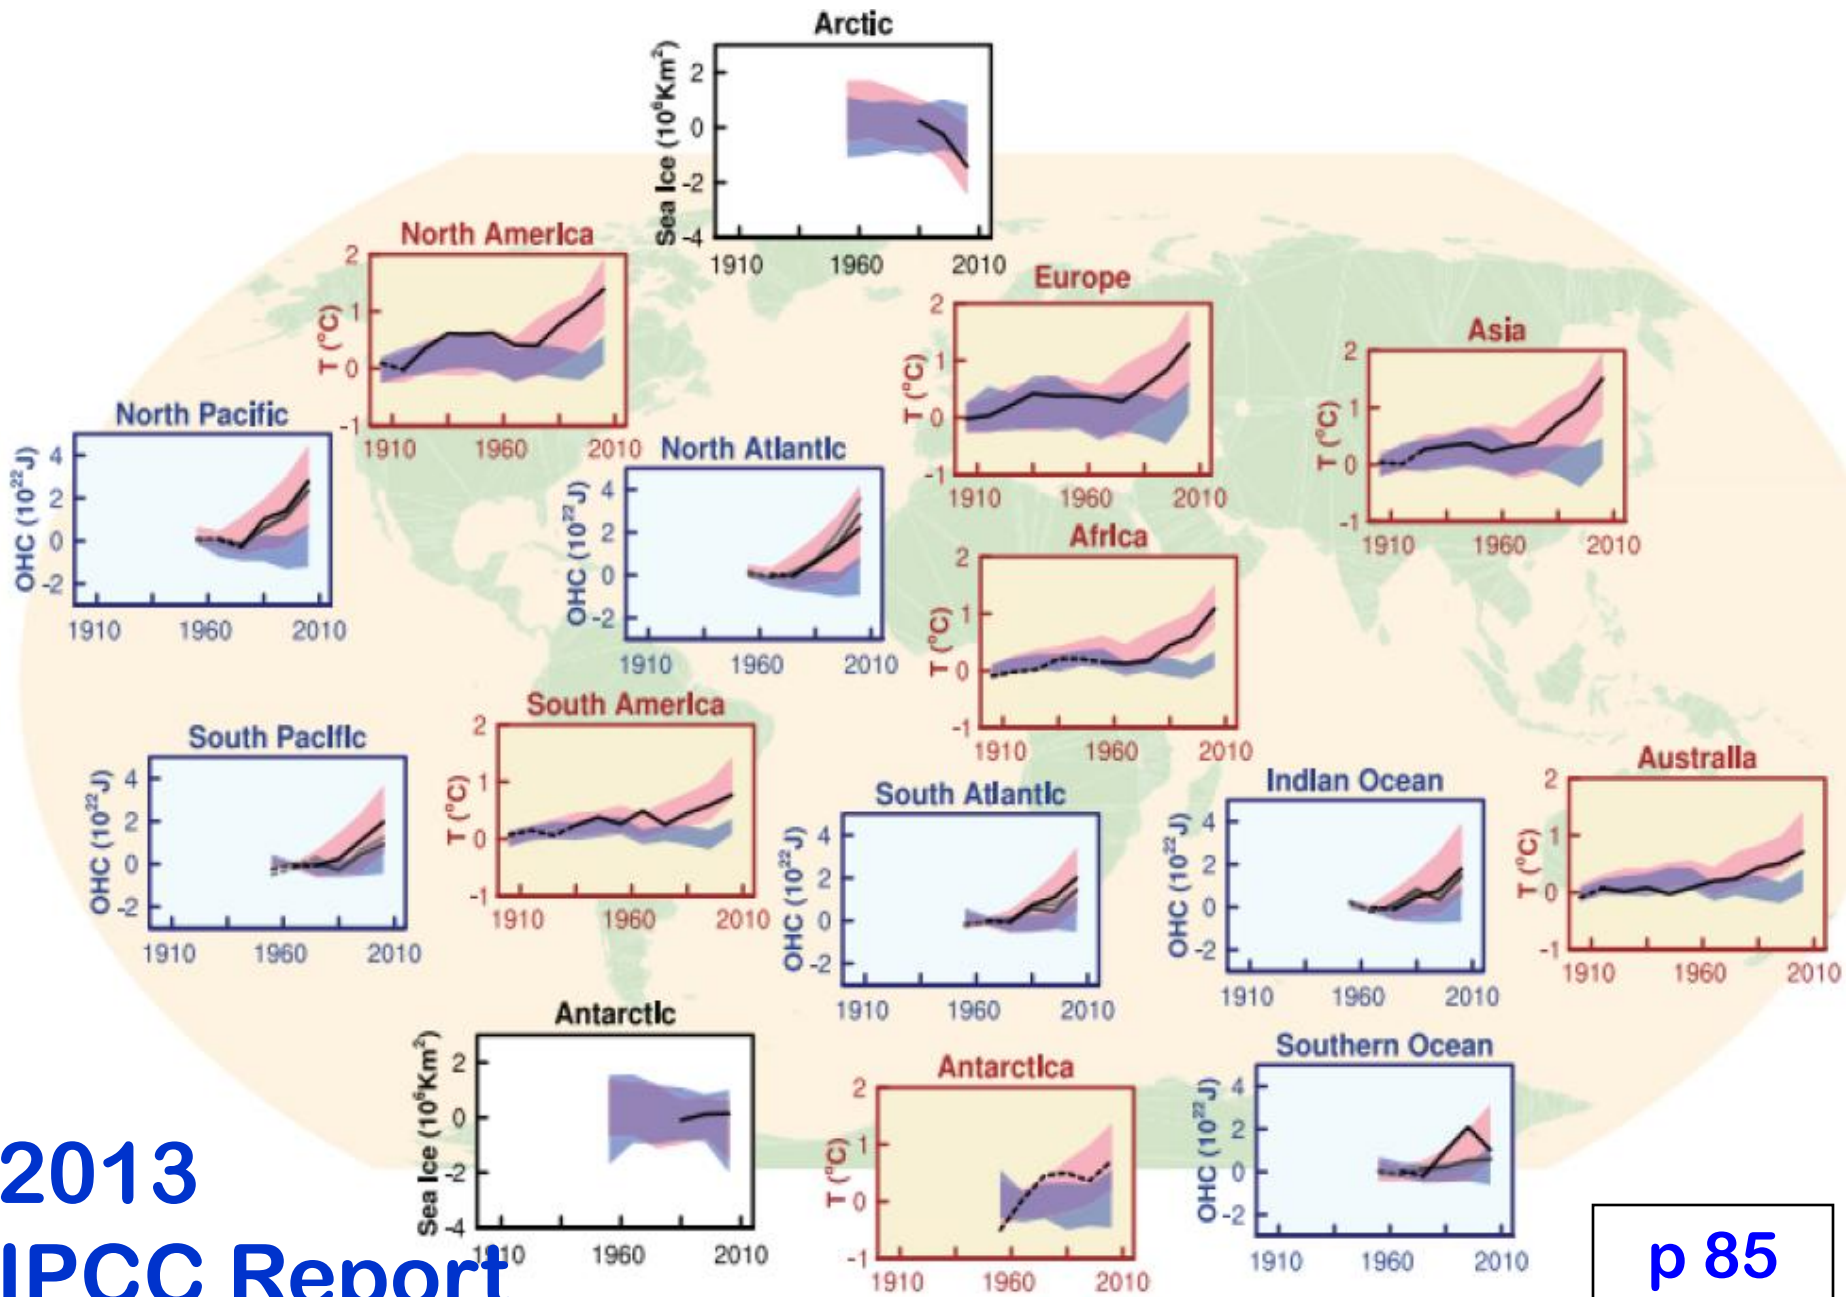 Arctic
Sea Ice (10⁶Km²)
2
0
-2
-4
1910 1960 2010
North America
T (°C)
2
1
0
-1
1910 1960 2010
Europe
T (°C)
2
1
0
-1
1910 1960 2010
Asia
T (°C)
2
1
0
-1
1910 1960 2010
North Pacific
OHC (10²²J)
4
2
0
-2
1910 1960 2010
North Atlantic
OHC (10²²J)
4
2
0
-2
1910 1960 2010
Africa
T (°C)
2
1
0
-1
1910 1960 2010
South Pacific
OHC (10²²J)
4
2
0
-2
1910 1960 2010
South America
T (°C)
2
1
0
-1
1910 1960 2010
South Atlantic
OHC (10²²J)
4
2
0
-2
1910 1960 2010
Indian Ocean
OHC (10²²J)
4
2
0
-2
1910 1960 2010
Australia
T (°C)
2
1
0
-1
1910 1960 2010
Antarctic
Sea Ice (10⁶Km²)
2
0
-2
-4
1910 1960 2010
Antarctica
T (°C)
2
1
0
-1
1910 1960 2010
Southern Ocean
OHC (10²²J)
4
2
0
-2
1910 1960 2010
2013
IPCC Report
p 85